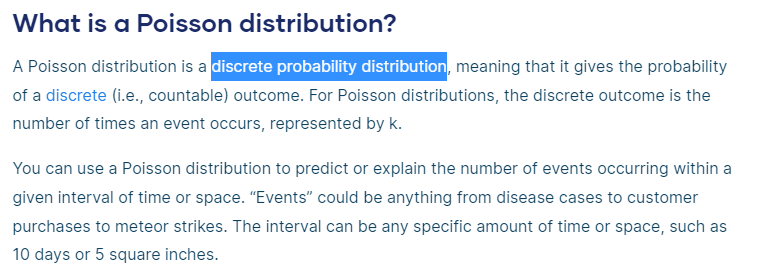 What is a Poisson distribution?
A Poisson distribution is a discrete probability distribution, meaning that it gives the probability
of a discrete (i.e., countable) outcome. For Poisson distributions, the discrete outcome is the
number of times an event occurs, represented by k.
You can use a Poisson distribution to predict or explain the number of events occurring within a
given interval of time or space. “Events” could be anything from disease cases to customer
purchases to meteor strikes. The interval can be any specific amount of time or space, such as
10 days or 5 square inches.